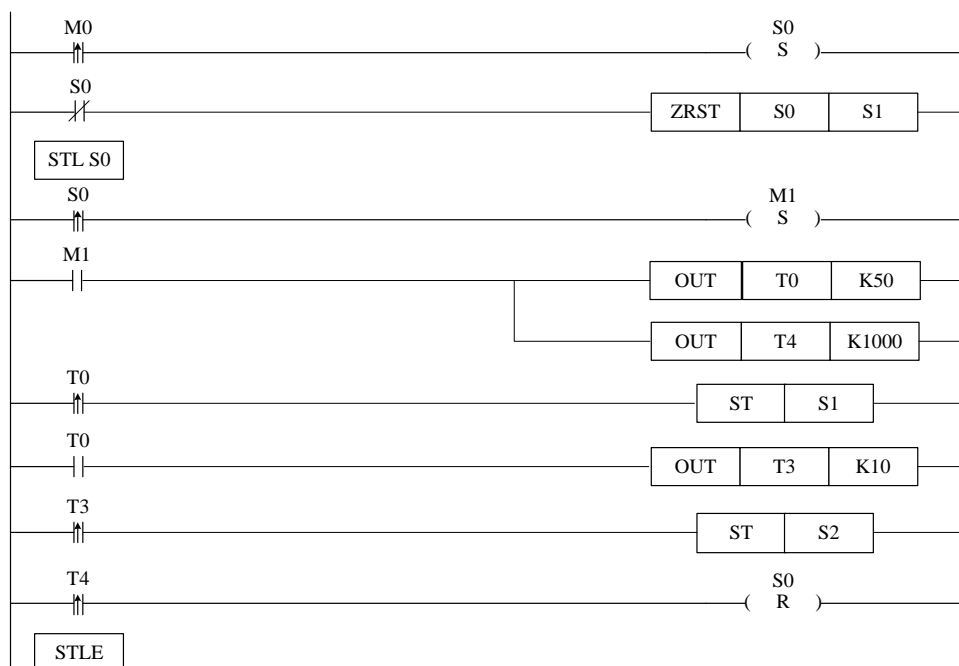 M0 S0
( S )
S0
ZRST S0 S1
STL S0
S0 M1
( S )
M1
OUT T0 K50
OUT T4 K1000
T0
ST S1
T0
OUT T3 K10
T3
ST S2
T4 S0
( R )
STLE